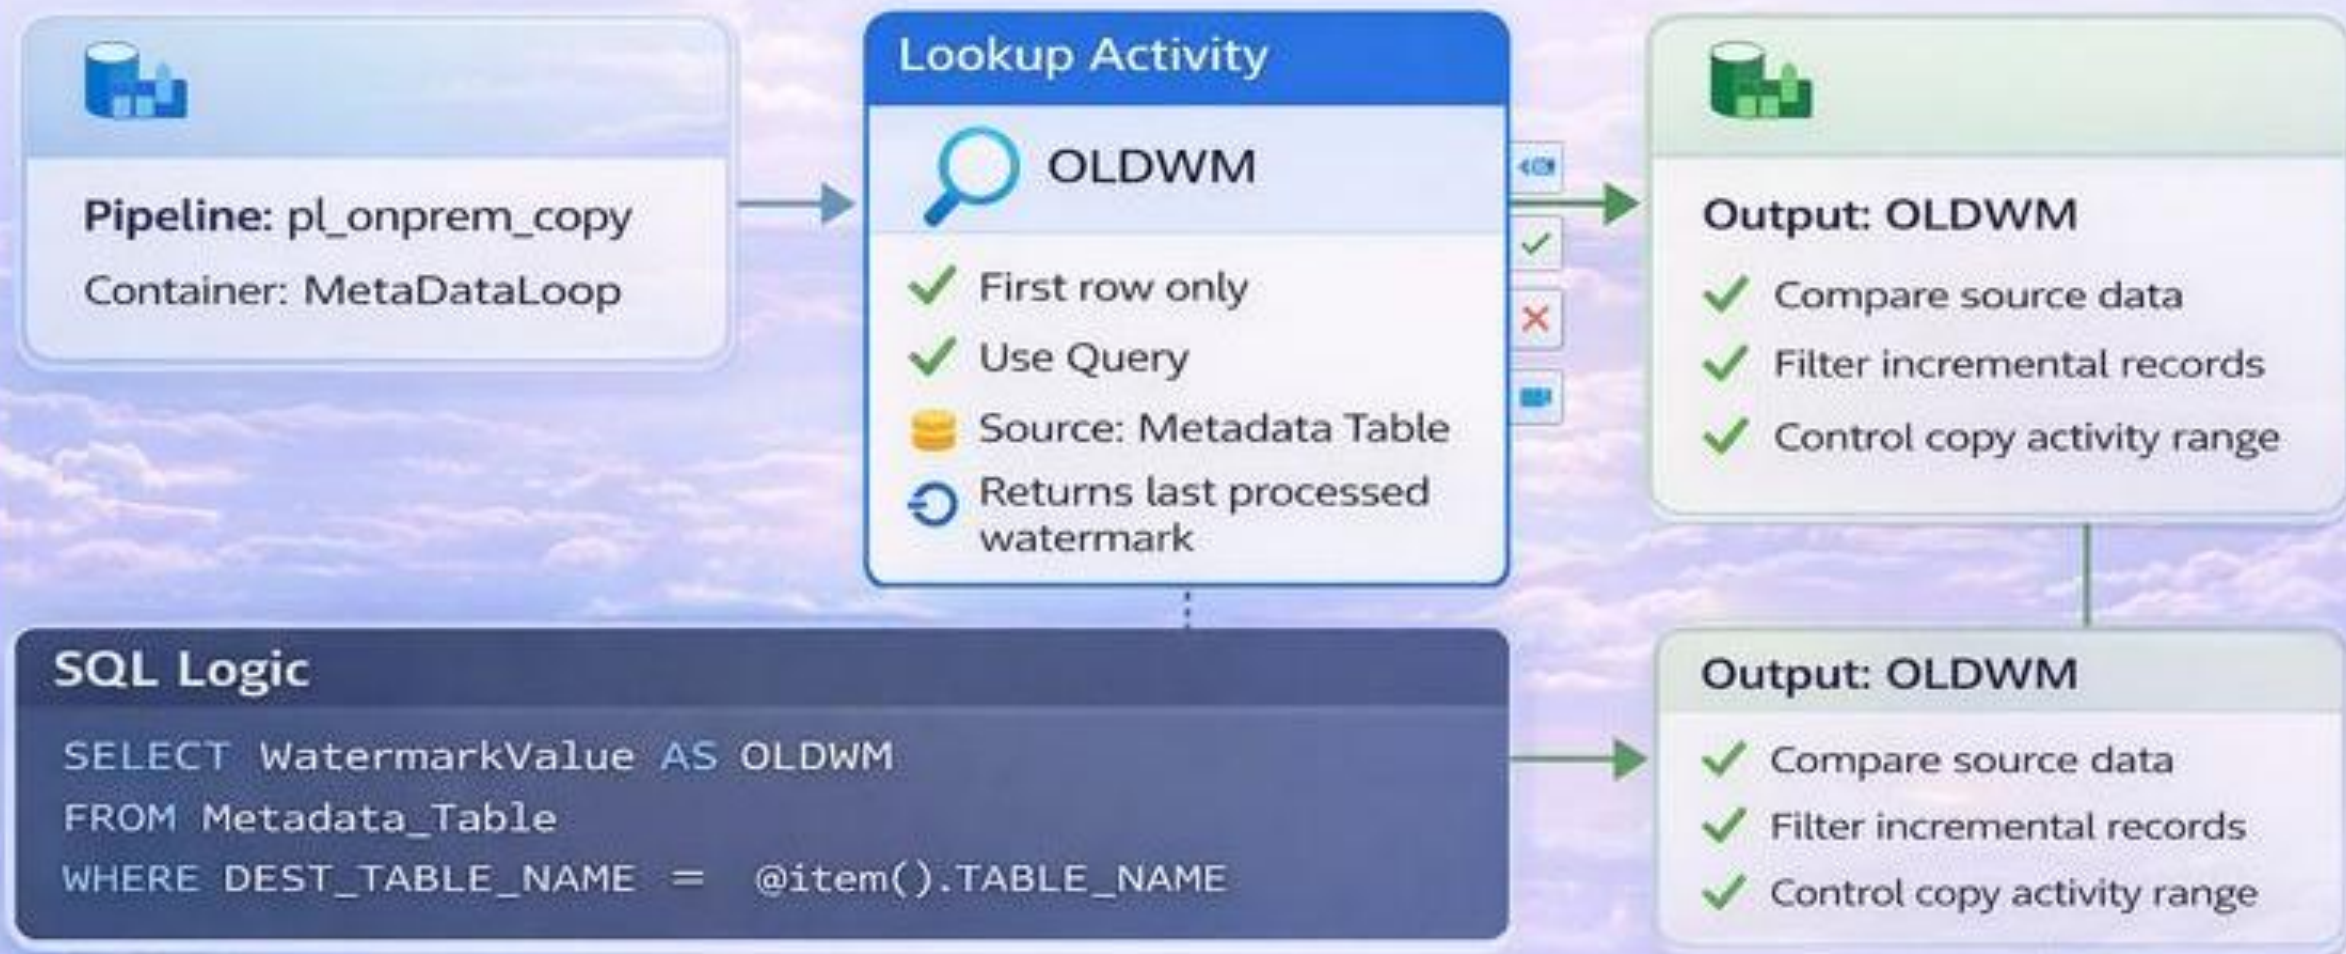 Pipeline: pl_onprem_copy
Container: MetaDataLoop
Lookup Activity
OLDWM
First row only
Use Query
Source: Metadata Table
Returns last processed
watermark
Output: OLDWM
Compare source data
Filter incremental records
Control copy activity range
SQL Logic
SELECT WatermarkValue AS OLDWM
FROM Metadata_Table
WHERE DEST_TABLE_NAME = @item().TABLE_NAME
Output: OLDWM
Compare source data
Filter incremental records
Control copy activity range